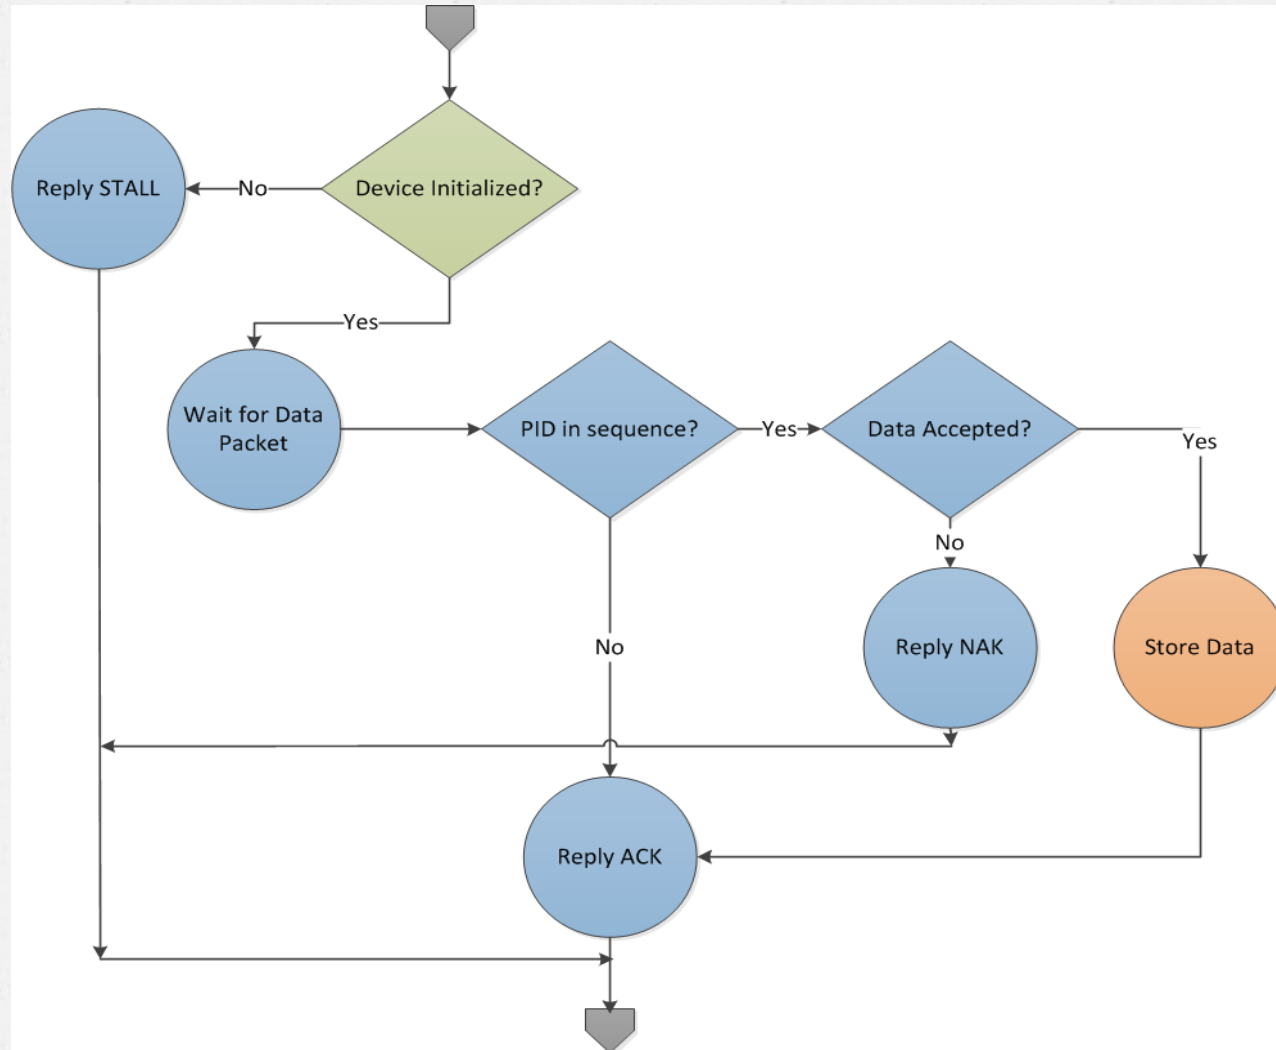 Device Initialized?
No
Reply STALL
Yes
Wait for Data
Packet
PID in sequence?
Yes
Data Accepted?
Yes
No
No
Reply NAK
Store Data
Reply ACK